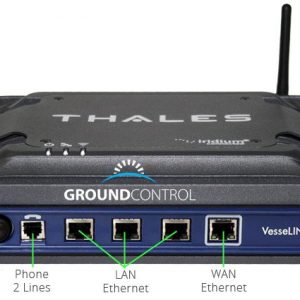 THALES
iridium
GROUNDCONTROL
VesseLIN
Phone
2 Lines
LAN
Ethernet
WAN
Ethernet